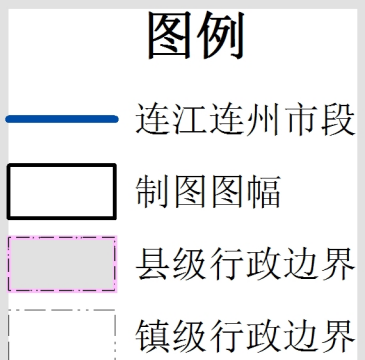 图例
连江连州市段
制图图幅
县级行政边界
镇级行政边界